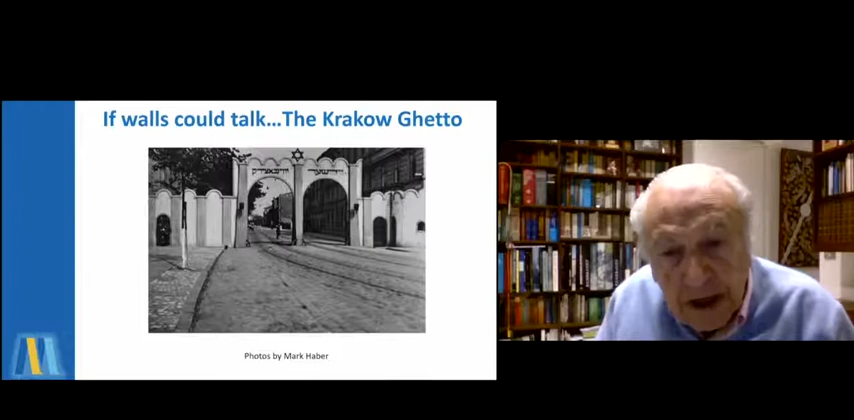 If walls could talk...The Krakow Ghetto
Photos by Mark Haber